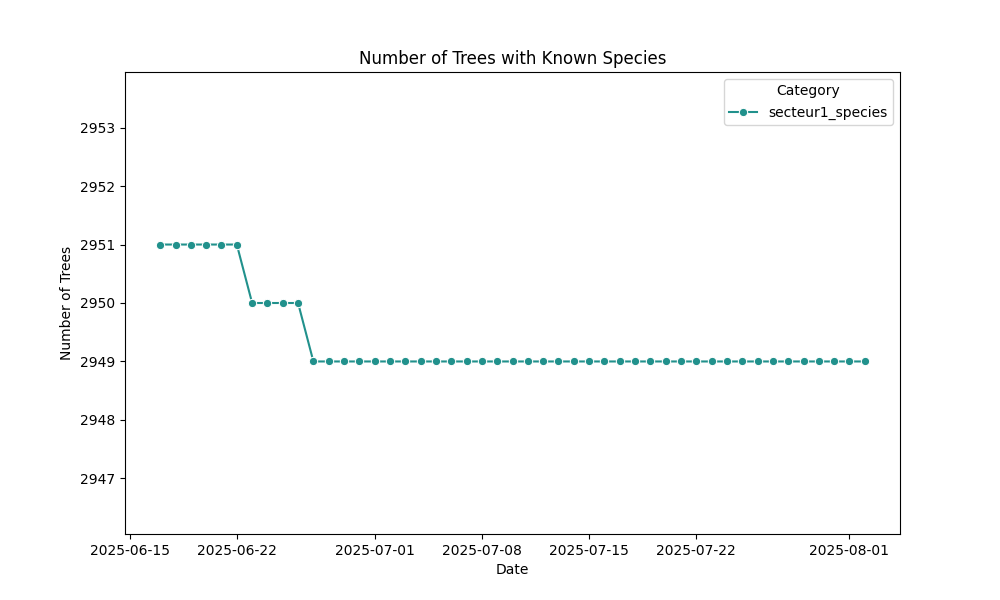 Number of Trees with Known Species
Category
secteur1_species
2953
2952
2951
2950
2949
2948
2947
Number of Trees
2025-06-15
2025-06-22
2025-07-01
2025-07-08
2025-07-15
2025-07-22
2025-08-01
Date